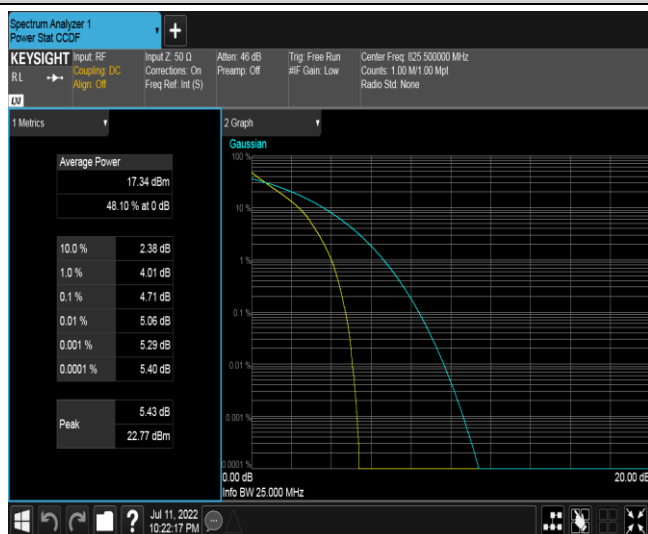 Spectrum Analyzer 1
Power Stat CCDF
+
KEYSIGHT
RL
LXI
Input: RF
Coupling: DC
Align: Off
Input Z: 50 Ω
Corrections: On
Freq Ref: Int (S)
Atten: 46 dB
Preamp: Off
Trig: Free Run
#IF Gain: Low
Center Freq: 825.500000 MHz
Counts: 1.00 M/1.00 Mpt
Radio Std: None
1 Metrics
Average Power
17.34 dBm
48.10 % at 0 dB
10.0 % 2.38 dB
1.0 % 4.01 dB
0.1 % 4.71 dB
0.01 % 5.06 dB
0.001 % 5.29 dB
0.0001 % 5.40 dB
Peak
5.43 dB
22.77 dBm
2 Graph
Gaussian
100 %
10 %
1 %
0.1 %
0.01 %
0.001 %
0.0001 %
0.00 dB
20.00 dB
Info BW 25.000 MHz
?
Jul 11, 2022
10:22:17 PM